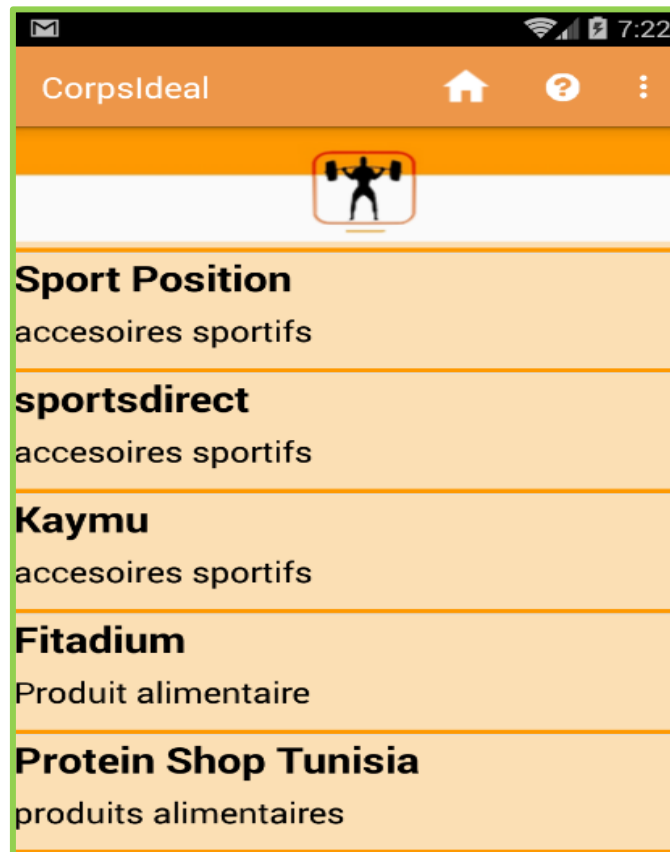 7:22
CorpsIdeal
Sport Position
accesoires sportifs
sportsdirect
accesoires sportifs
Kaymu
accesoires sportifs
Fitadium
Produit alimentaire
Protein Shop Tunisia
produits alimentaires